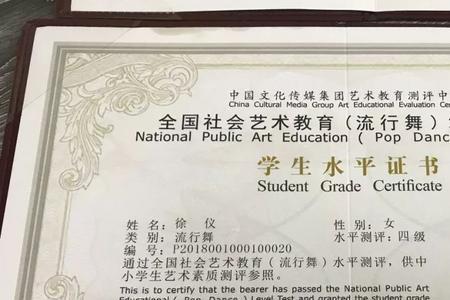 中国文化传媒集团艺术教育测评中
China Cultural Media Group Art Educational Evaluation Cen
全国社会艺术教育（流行舞）
National Public Art Education ( Pop Danc
学生水平证书
Student Grade Certificate
姓 名：徐 仪 性 别：女
类 别：流行舞 水平测评：四级
编 号：P2018001000100020
通过全国社会艺术教育（流行舞）水平测评，供中
小学生艺术素质测评参照。
This is to certify that the bearer has passed the National Public Art
Educational ( Pop Dance ) Level Test and granted the student grade